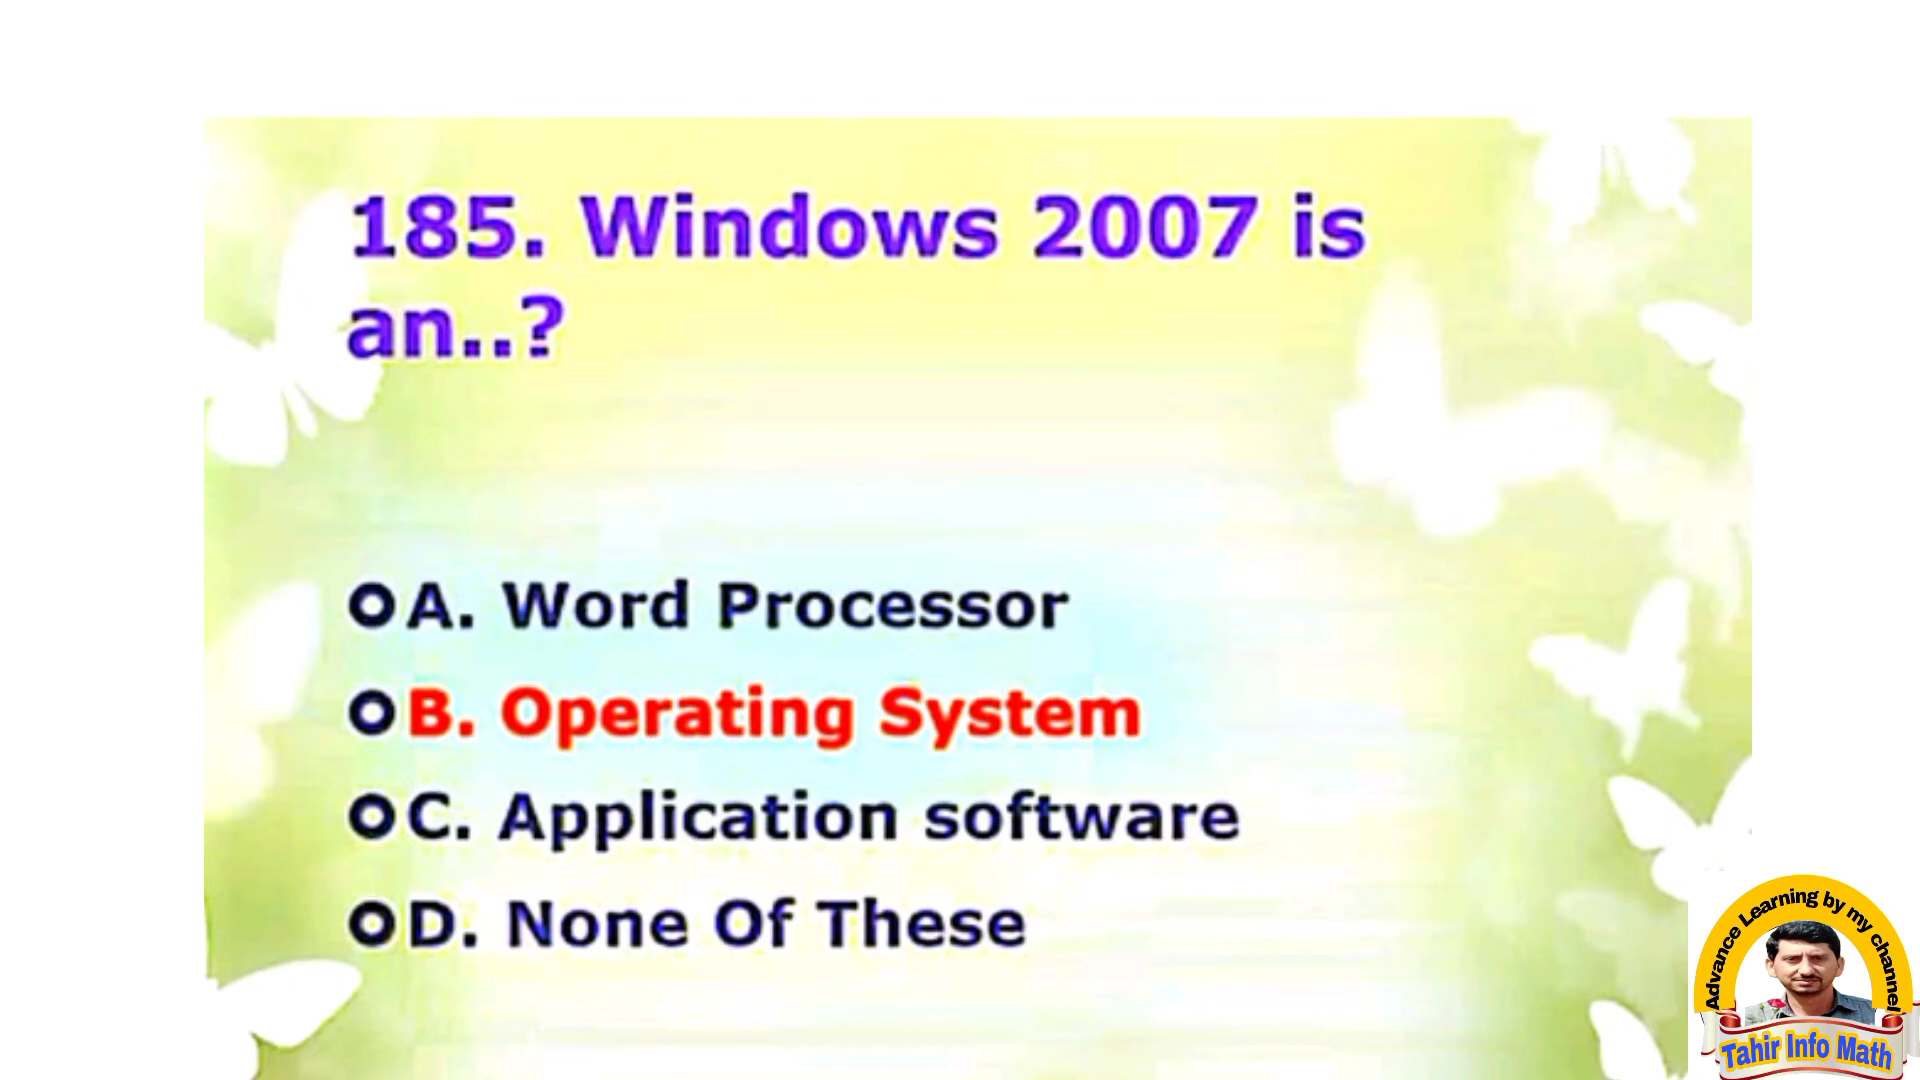 185. Windows 2007 is
an..?
A. Word Processor
B. Operating System
C. Application software
D. None Of These
Advance Learning by my channel
Tahir Info Math